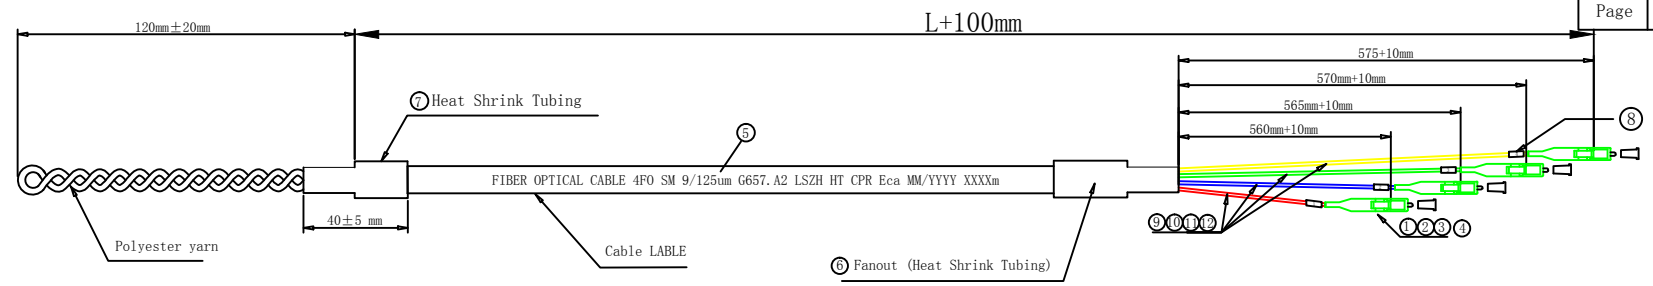 Page
120mm±20mm
L+100mm
575+10mm
570mm+10mm
565mm+10mm
560mm+10mm
⑦ Heat Shrink Tubing
⑤
⑧
FIBER OPTICAL CABLE 4FO SM 9/125um G657.A2 LSZH HT CPR Eca MM/YYYY XXXXm
40±5 mm
⑨ ⑩ ⑪ ⑫
① ② ③ ④
Polyester yarn
Cable LABLE
⑥ Fanout (Heat Shrink Tubing)